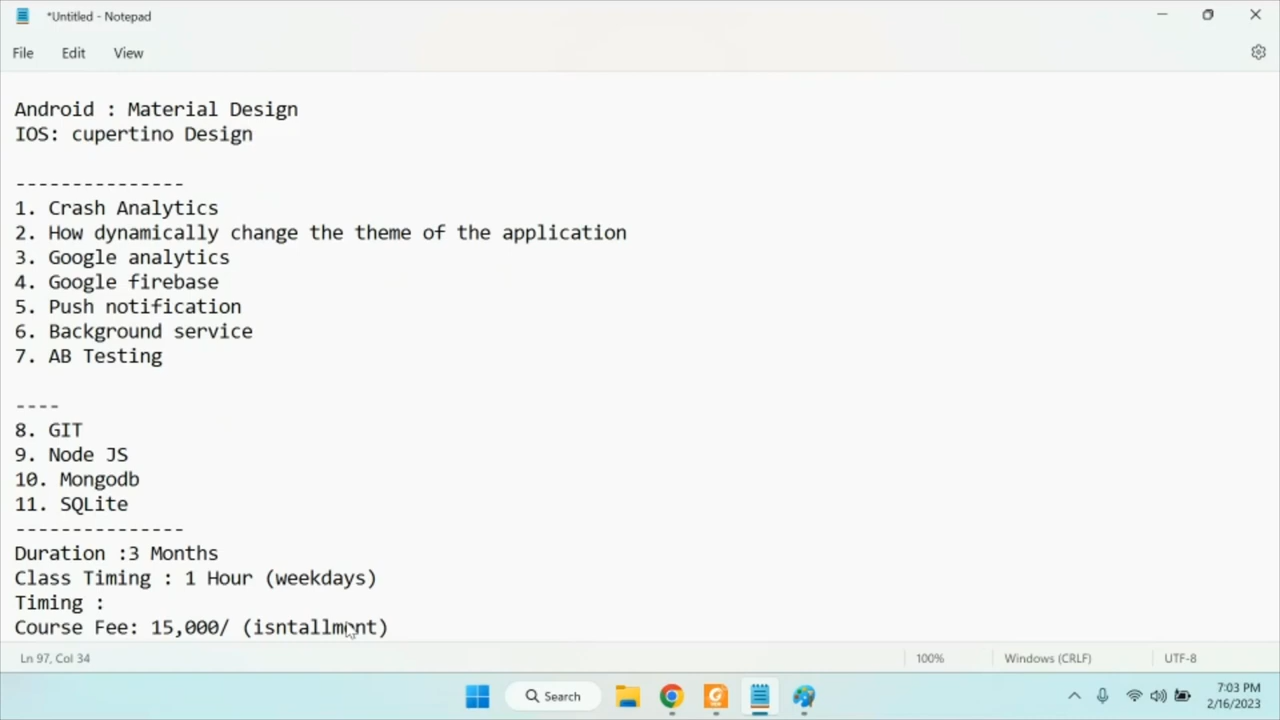 *Untitled - Notepad
File Edit View
Android : Material Design
IOS: cupertino Design
---------------
1. Crash Analytics
2. How dynamically change the theme of the application
3. Google analytics
4. Google firebase
5. Push notification
6. Background service
7. AB Testing
----
8. GIT
9. Node JS
10. Mongodb
11. SQLite
---------------
Duration :3 Months
Class Timing : 1 Hour (weekdays)
Timing :
Course Fee: 15,000/ (isntallmont)
Ln 97, Col 34 100% Windows (CRLF) UTF-8
Search 7:03 PM
2/16/2023